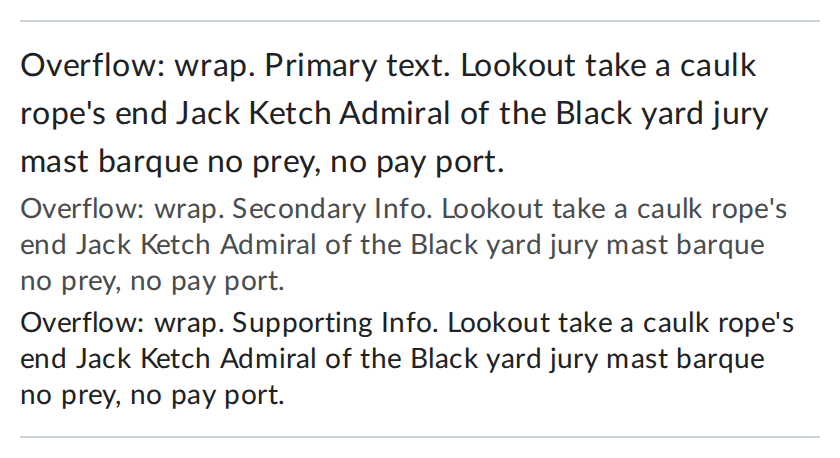 Overflow: wrap. Primary text. Lookout take a caulk
rope's end Jack Ketch Admiral of the Black yard jury
mast barque no prey, no pay port.
Overflow: wrap. Secondary Info. Lookout take a caulk rope's
end Jack Ketch Admiral of the Black yard jury mast barque
no prey, no pay port.
Overflow: wrap. Supporting Info. Lookout take a caulk rope's
end Jack Ketch Admiral of the Black yard jury mast barque
no prey, no pay port.